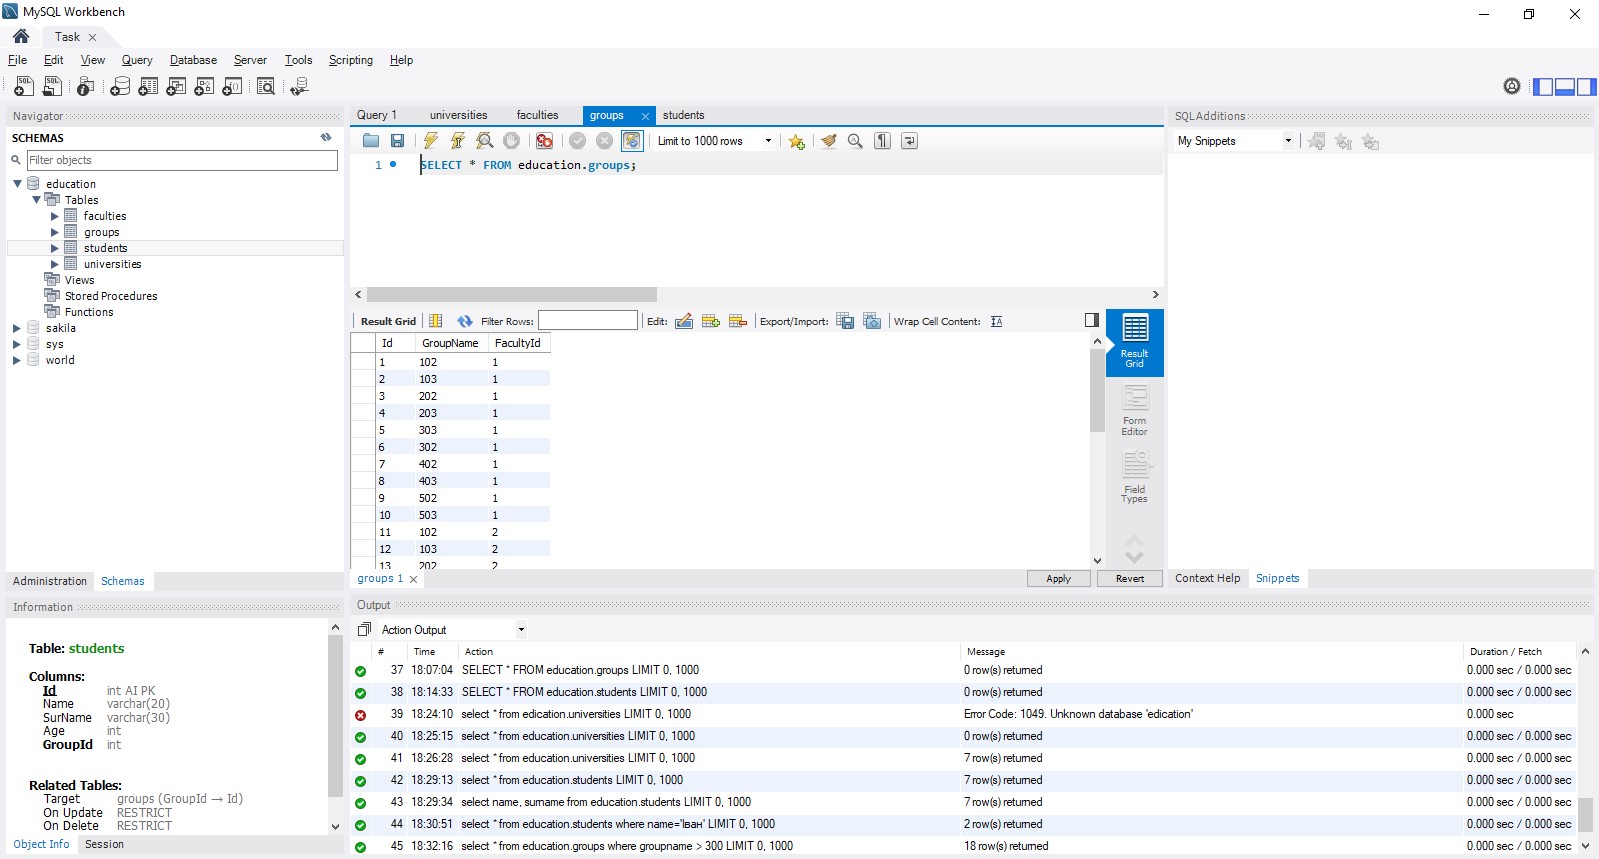 MySQL Workbench
Task
File Edit View Query Database Server Tools Scripting Help
Navigator
SCHEMAS
Filter objects
education
Tables
faculties
groups
students
universities
Views
Stored Procedures
Functions
sakila
sys
world
Administration Schemas
Information
Table: students
Columns:
Id int AI PK
Name varchar(20)
SurName varchar(30)
Age int
GroupId int
Related Tables:
Target groups (GroupId → Id)
On Update RESTRICT
On Delete RESTRICT
Object Info Session
Query 1 universities faculties groups students
Limit to 1000 rows
1 SELECT * FROM education.groups;
Result Grid Filter Rows: Edit: Export/Import: Wrap Cell Content:
Id GroupName FacultyId
1 102 1
2 103 1
3 202 1
4 203 1
5 303 1
6 302 1
7 402 1
8 403 1
9 502 1
10 503 1
11 102 2
12 103 2
13 202 2
Result
Grid
Form
Editor
Field
Types
groups 1 Apply Revert
SQLAdditions
My Snippets
Context Help Snippets
Output
Action Output
# Time Action Message Duration / Fetch
37 18:07:04 SELECT * FROM education.groups LIMIT 0, 1000 0 row(s) returned 0.000 sec / 0.000 sec
38 18:14:33 SELECT * FROM education.students LIMIT 0, 1000 0 row(s) returned 0.000 sec / 0.000 sec
39 18:24:10 select * from edication.universities LIMIT 0, 1000 Error Code: 1049. Unknown database 'edication' 0.000 sec
40 18:25:15 select * from education.universities LIMIT 0, 1000 0 row(s) returned 0.000 sec / 0.000 sec
41 18:26:28 select * from education.universities LIMIT 0, 1000 7 row(s) returned 0.000 sec / 0.000 sec
42 18:29:13 select * from education.students LIMIT 0, 1000 7 row(s) returned 0.000 sec / 0.000 sec
43 18:29:34 select name, surname from education.students LIMIT 0, 1000 7 row(s) returned 0.000 sec / 0.000 sec
44 18:30:51 select * from education.students where name='Іван' LIMIT 0, 1000 2 row(s) returned 0.000 sec / 0.000 sec
45 18:32:16 select * from education.groups where groupname > 300 LIMIT 0, 1000 18 row(s) returned 0.000 sec / 0.000 sec